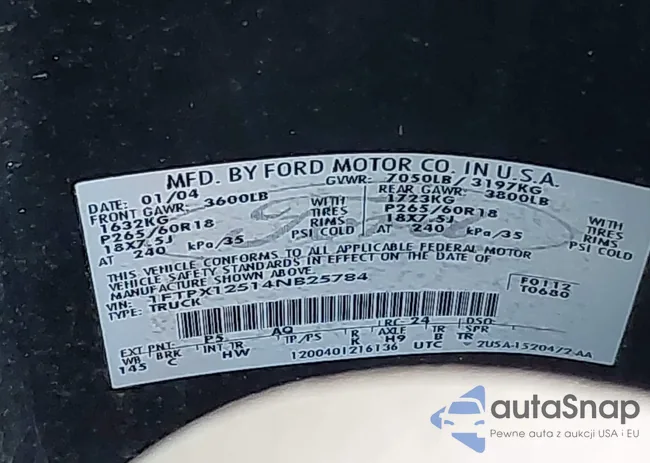 MFD. BY FORD MOTOR CO. IN U.S.A.
DATE: 01/04 GVWR: 7050LB/ 3197KG
FRONT GAWR: 3600LB REAR GAWR: 3800LB
1632KG WITH 1723KG WITH
P265/60R18 TIRES P265/60R18 TIRES
18X7.5J RIMS 18X7.5J RIMS
AT 240 kPa/35 PSI COLD AT 240 kPa/35 PSI COLD
THIS VEHICLE CONFORMS TO ALL APPLICABLE FEDERAL MOTOR
VEHICLE SAFETY STANDARDS IN EFFECT ON THE DATE OF
MANUFACTURE SHOWN ABOVE.
VIN: 1FTPX12514NB25784 F0112
TYPE: TRUCK T0680
EXT PNT: P5 AQ RC: 24 DSO:
WB BRK INT TR TP/PS R AXLE TR SPR
145 C HW K H9 B TR
1200401216136 UTC 2USA-1520472-AA
autaSnap
Pewne auta z aukcji USA i EU